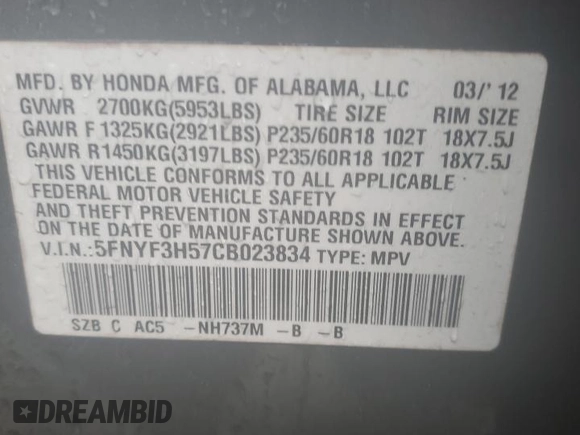 MFD. BY HONDA MFG. OF ALABAMA, LLC 03/'12
GVWR 2700KG(5953LBS) TIRE SIZE RIM SIZE
GAWR F 1325KG(2921LBS) P235/60R18 102T 18X7.5J
GAWR R1450KG(3197LBS) P235/60R18 102T 18X7.5J
THIS VEHICLE CONFORMS TO ALL APPLICABLE
FEDERAL MOTOR VEHICLE SAFETY
AND THEFT PREVENTION STANDARDS IN EFFECT
ON THE DATE OF MANUFACTURE SHOWN ABOVE.
V.I.N.:5FNYF3H57CB023834 TYPE: MPV
SZB C AC5 -NH737M -B -B
DREAMBID